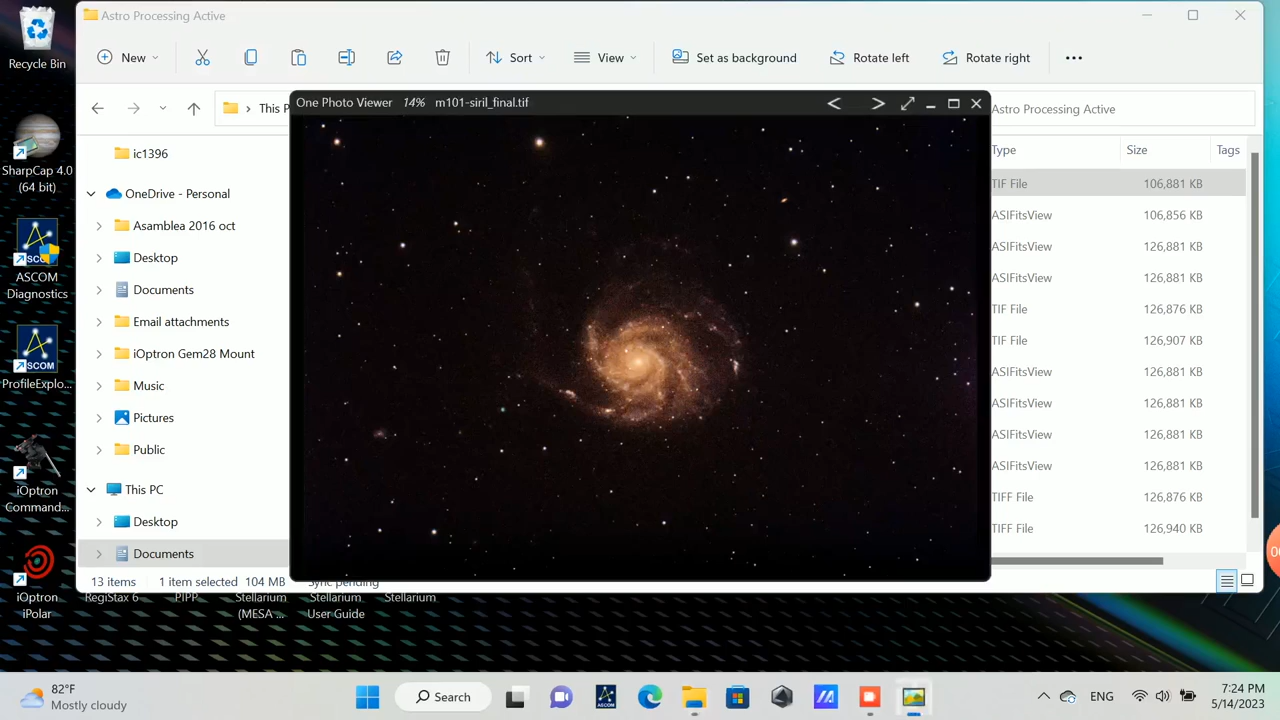 Recycle Bin
SharpCap 4.0
(64 bit)
ASCOM
Diagnostics
ProfileExplo...
iOptron
Command...
iOptron
iPolar
Astro Processing Active
New
Sort
View
Set as background
Rotate left
Rotate right
This P
Astro Processing Active
One Photo Viewer 14% m101-siril_final.tif
ic1396
OneDrive - Personal
Asamblea 2016 oct
Desktop
Documents
Email attachments
iOptron Gem28 Mount
Music
Pictures
Public
This PC
Desktop
Documents
Type Size Tags
TIF File 106,881 KB
ASIFitsView 106,856 KB
ASIFitsView 126,881 KB
ASIFitsView 126,881 KB
TIF File 126,876 KB
TIF File 126,907 KB
ASIFitsView 126,881 KB
ASIFitsView 126,881 KB
ASIFitsView 126,881 KB
ASIFitsView 126,881 KB
TIFF File 126,876 KB
TIFF File 126,940 KB
13 items 1 item selected 104 MB Sync pending
RegiStax 6
PIPP
Stellarium
(MESA ...
Stellarium
User Guide
Stellarium
82°F
Mostly cloudy
Search
ASCOM
ENG
7:24 PM
5/14/2023